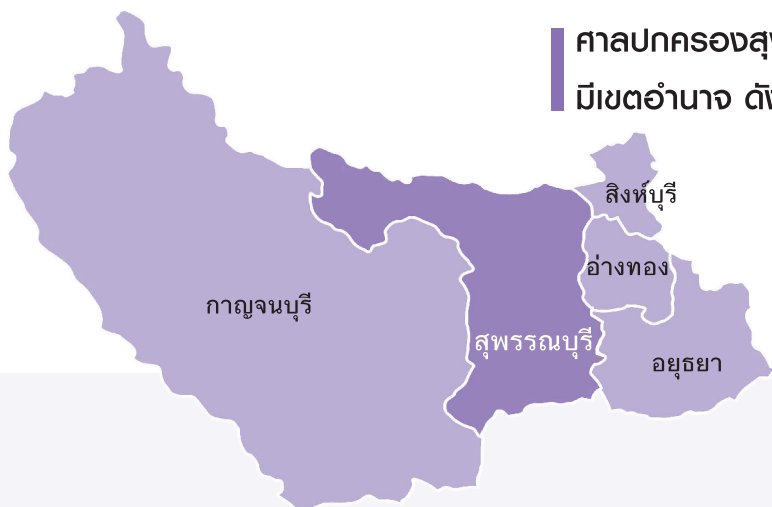 ศาลปกครอง
มีเขตอำนาจ
สิงห์บุรี
อ่างทอง
กาญจนบุรี
สุพรรณบุรี
อยุธยา